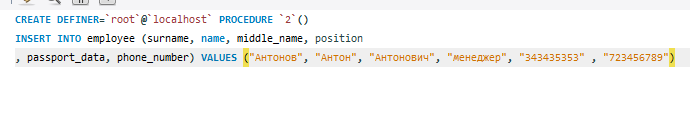 CREATE DEFINER=`root`@`localhost` PROCEDURE `2`()
INSERT INTO employee (surname, name, middle_name, position
, passport_data, phone_number) VALUES ("Антонов", "Антон", "Антонович", "менеджер", "343435353" , "723456789")